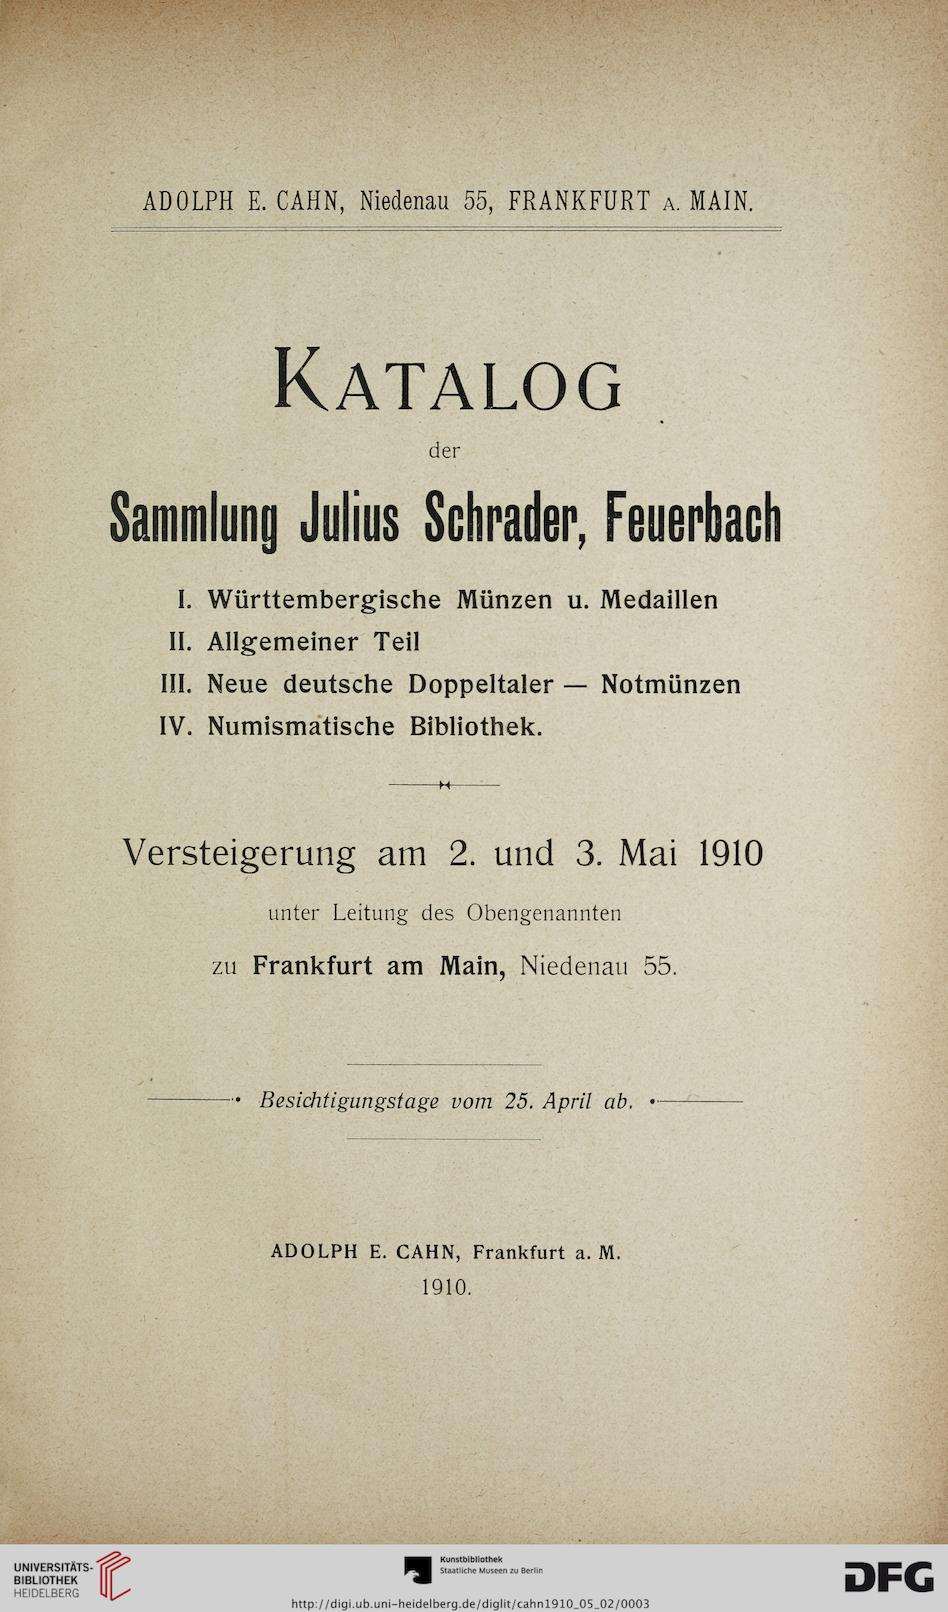 ADOLPH E. CAHN, Niedenau 55, FRANKFURT A. MAIN.
KATALOG
der
Sammlung Julius Schrader, Feuerbach
I. Württembergische Münzen u. Medaillen
II. Allgemeiner Teil
III. Neue deutsche Doppeltaler — Notmünzen
IV. Numismatische Bibliothek.
Versteigerung am 2. und 3. Mai 1910
unter Leitung des Obengenannten
zu Frankfurt am Main, Niedenau 55.
Besichtigungstage vom 25. April ab.
ADOLPH E. CAHN, Frankfurt a. M.
1910.
UNIVERSITÄTS-
BIBLIOTHEK
HEIDELBERG
Kunstbibliothek
Staatliche Museen zu Berlin
http://digi.ub.uni-heidelberg.de/diglit/cahn1910_05_02/0003
DFG